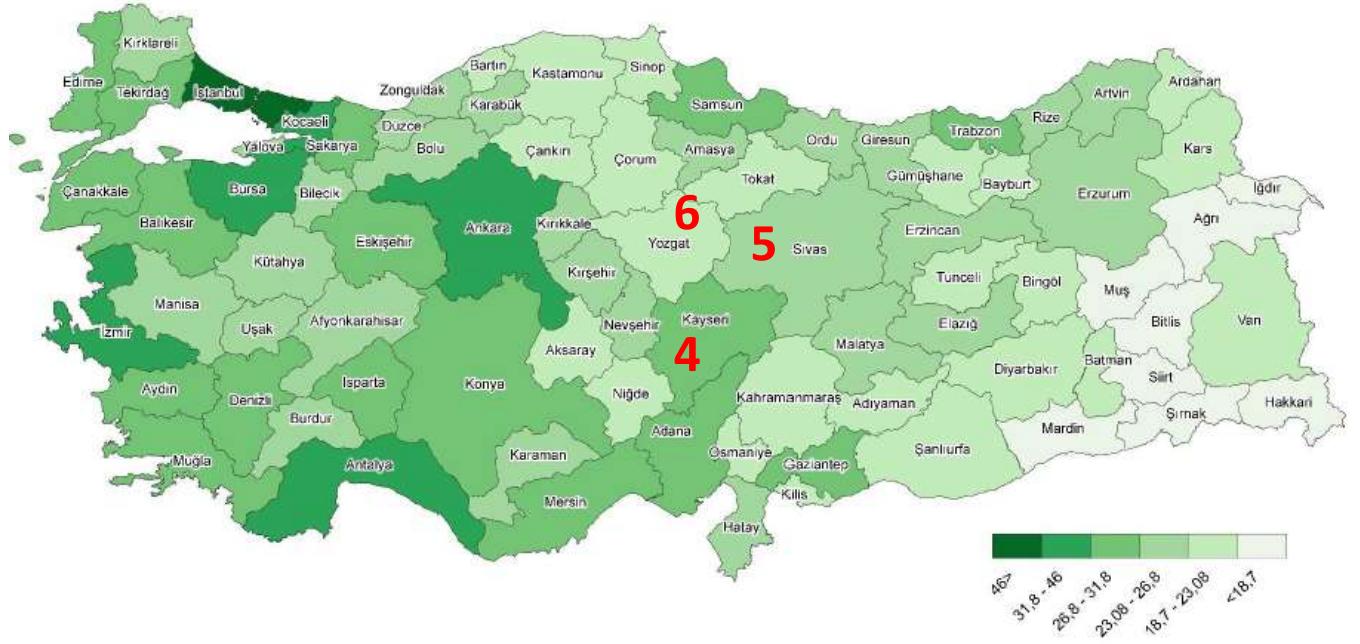 Kırklareli
Edirne
Tekirdağ
İstanbul
Kocaeli
Yalova
Sakarya
Düzce
Bolu
Zonguldak
Bartın
Karabük
Kastamonu
Sinop
Çankırı
Çorum
Samsun
Amasya
Tokat
Ordu
Giresun
Gümüşhane
Trabzon
Bayburt
Rize
Artvin
Ardahan
Kars
Iğdır
Ağrı
Erzurum
Erzincan
Çanakkale
Balıkesir
Bursa
Bilecik
Eskişehir
Kütahya
Ankara
Kırıkkale
Kırşehir
6
Yozgat
5
Sivas
Tunceli
Bingöl
Muş
Bitlis
Van
Manisa
İzmir
Uşak
Afyonkarahisar
Konya
Aksaray
Nevşehir
Kayseri
4
Niğde
Malatya
Elazığ
Diyarbakır
Batman
Siirt
Şırnak
Hakkari
Mardin
Aydın
Denizli
Isparta
Burdur
Muğla
Antalya
Karaman
Mersin
Adana
Kahramanmaraş
Adıyaman
Osmaniye
Gaziantep
Kilis
Şanlıurfa
Hatay
46>
31,8 - 46
26,8 - 31,8
23,08 - 26,8
18,7 - 23,08
<18,7